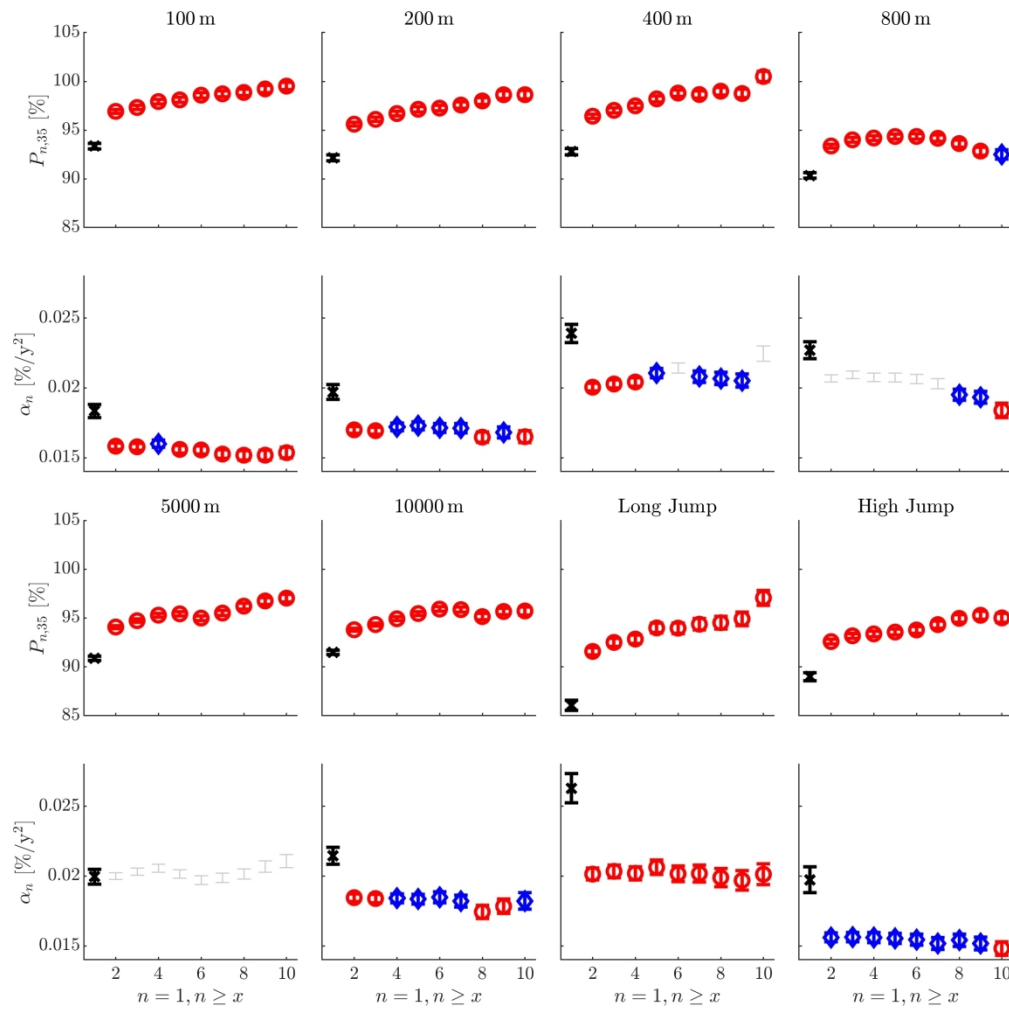 100 m 200 m 400 m 800 m
105
100
95
90
85
P_{n,35} [%]
0.025
0.02
0.015
α_n [%/y²]
5000 m 10000 m Long Jump High Jump
105
100
95
90
85
P_{n,35} [%]
0.025
0.02
0.015
α_n [%/y²]
2 4 6 8 10 2 4 6 8 10 2 4 6 8 10 2 4 6 8 10
n = 1, n ≥ x n = 1, n ≥ x n = 1, n ≥ x n = 1, n ≥ x